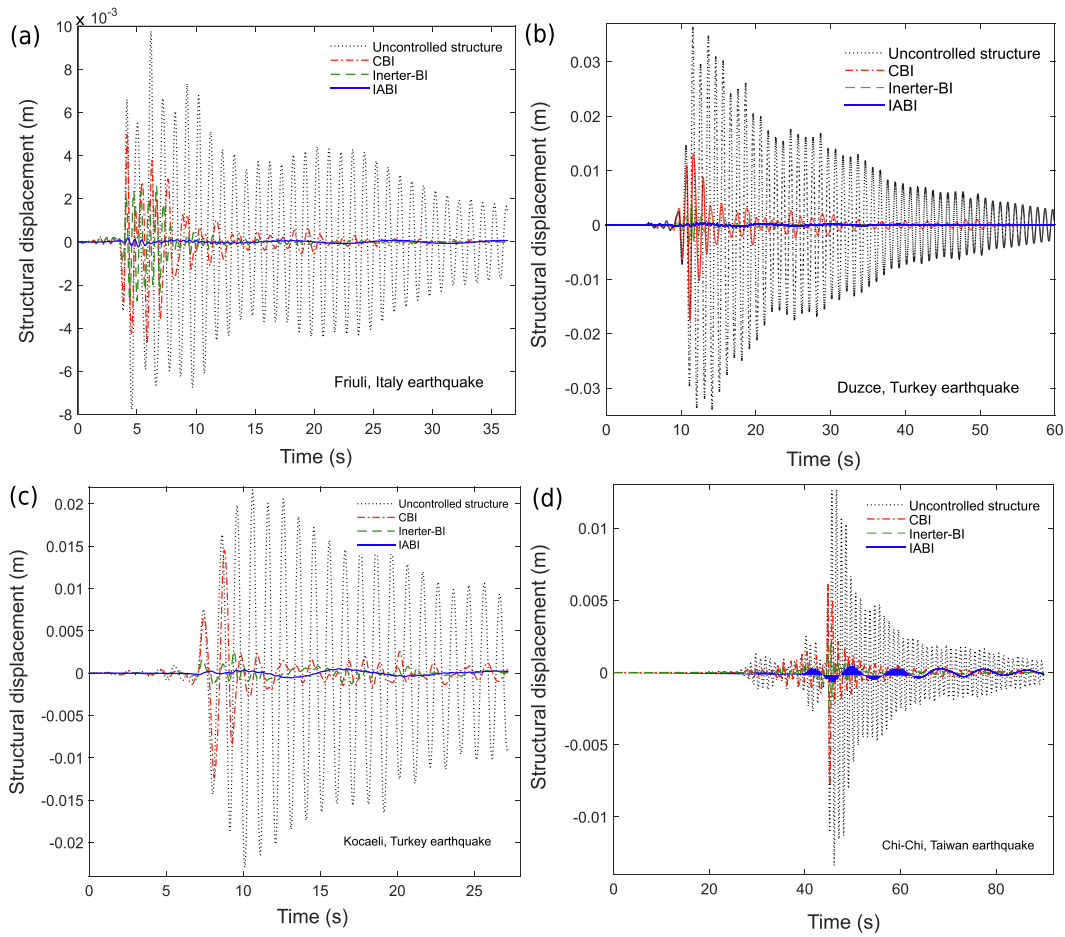 (a)
× 10⁻³
10
8
6
4
2
0
-2
-4
-6
-8
0
5
10
15
20
25
30
35
Structural displacement (m)
Time (s)
Uncontrolled structure
CBI
Inerter-BI
IABI
Friuli, Italy earthquake
(b)
0.03
0.02
0.01
0
-0.01
-0.02
-0.03
0
10
20
30
40
50
60
Structural displacement (m)
Time (s)
Uncontrolled structure
CBI
Inerter-BI
IABI
Duzce, Turkey earthquake
(c)
0.02
0.015
0.01
0.005
0
-0.005
-0.01
-0.015
-0.02
0
5
10
15
20
25
Structural displacement (m)
Time (s)
Uncontrolled structure
CBI
Inerter-BI
IABI
Kocaeli, Turkey earthquake
(d)
0.01
0.005
0
-0.005
-0.01
0
20
40
60
80
Structural displacement (m)
Time (s)
Uncontrolled structure
CBI
Inerter-BI
IABI
Chi-Chi, Taiwan earthquake